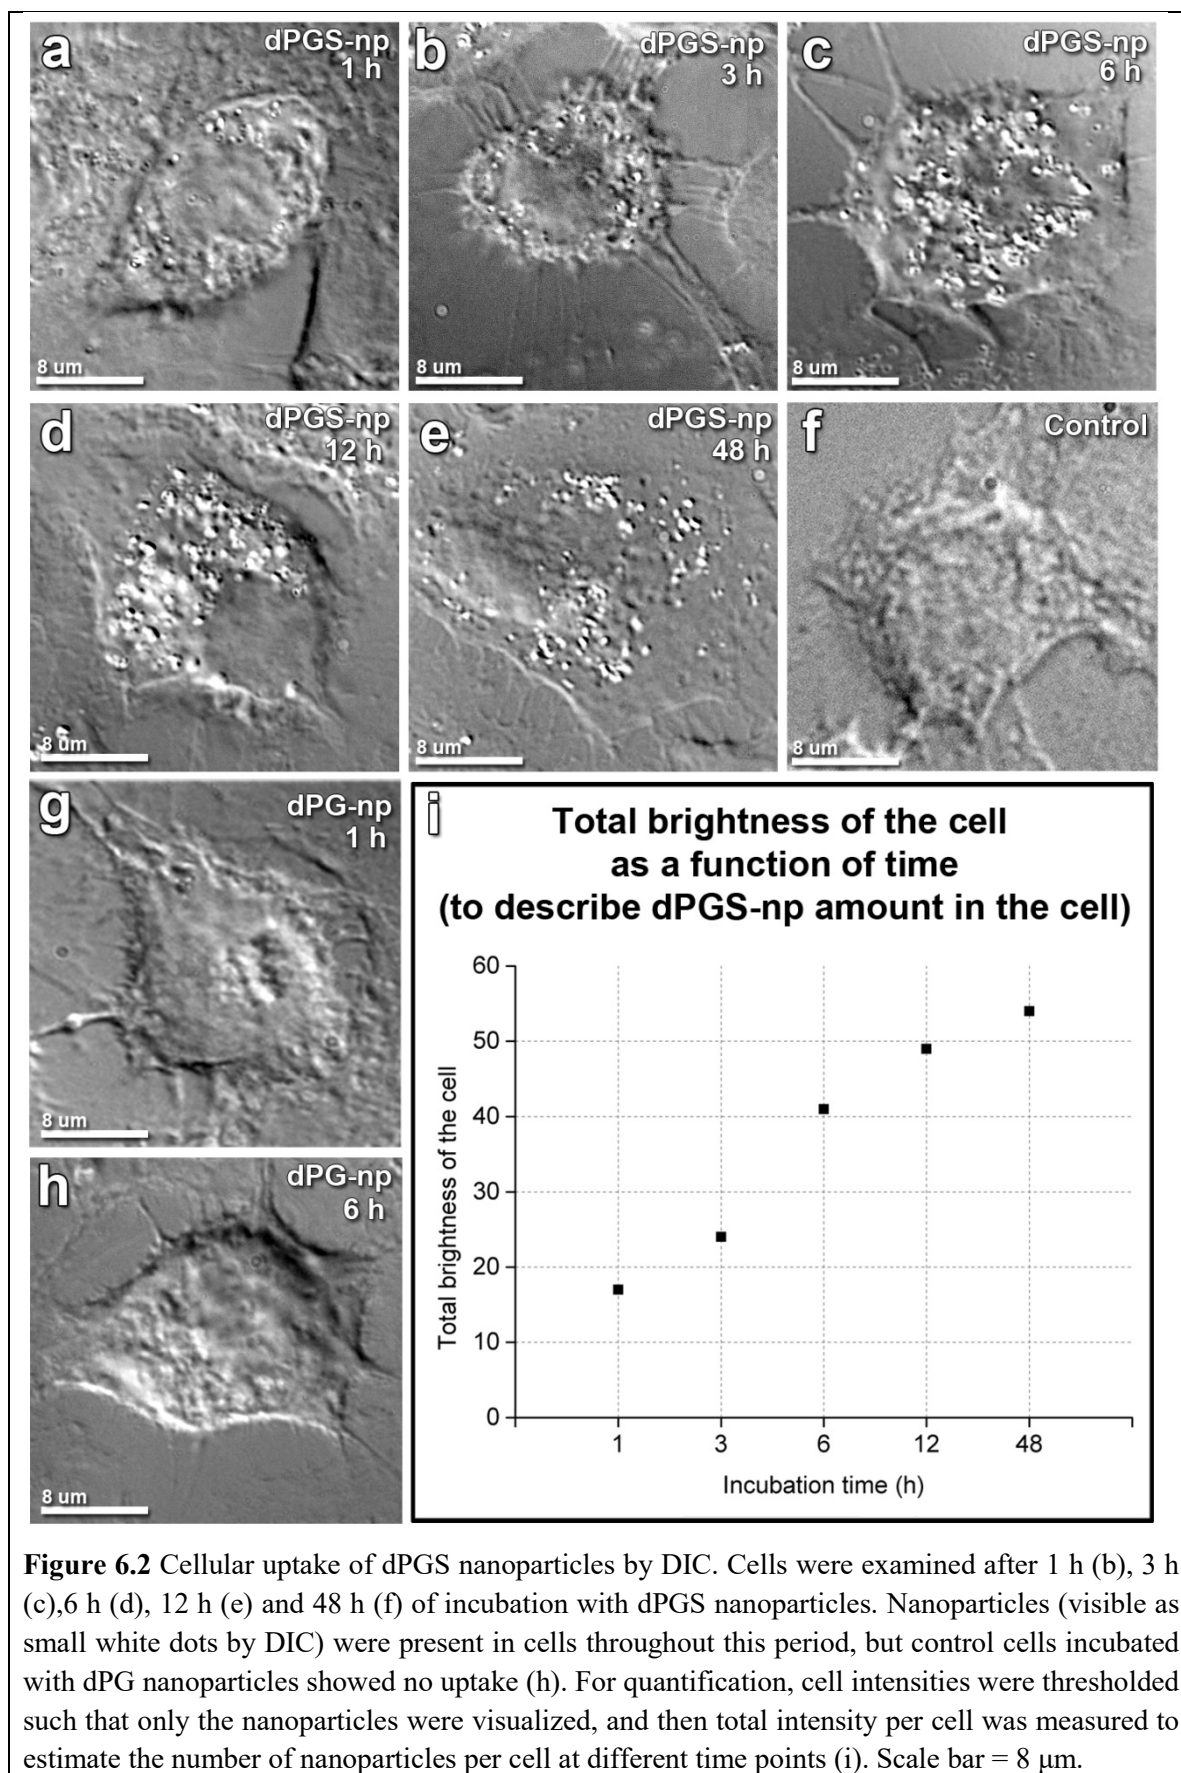 a
dPGS-np
1 h
8 um
b
dPGS-np
3 h
8 um
c
dPGS-np
6 h
8 um
d
dPGS-np
12 h
8 um
e
dPGS-np
48 h
8 um
f
Control
8 um
g
dPG-np
1 h
8 um
h
dPG-np
6 h
8 um
i
Total brightness of the cell
as a function of time
(to describe dPGS-np amount in the cell)
Total brightness of the cell
60
50
40
30
20
10
0
1 3 6 12 48
Incubation time (h)
Figure 6.2 Cellular uptake of dPGS nanoparticles by DIC. Cells were examined after 1 h (b), 3 h
(c),6 h (d), 12 h (e) and 48 h (f) of incubation with dPGS nanoparticles. Nanoparticles (visible as
small white dots by DIC) were present in cells throughout this period, but control cells incubated
with dPG nanoparticles showed no uptake (h). For quantification, cell intensities were thresholded
such that only the nanoparticles were visualized, and then total intensity per cell was measured to
estimate the number of nanoparticles per cell at different time points (i). Scale bar = 8 μm.